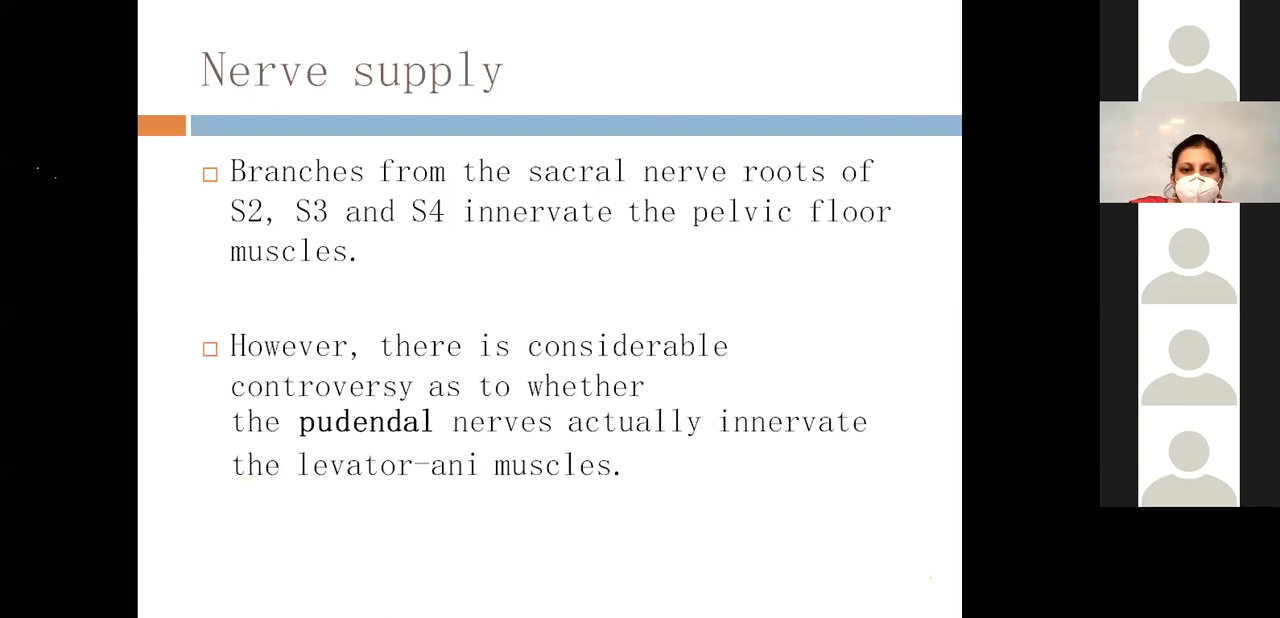 Nerve supply
Branches from the sacral nerve roots of
S2, S3 and S4 innervate the pelvic floor
muscles.
However, there is considerable
controversy as to whether
the pudendal nerves actually innervate
the levator-ani muscles.